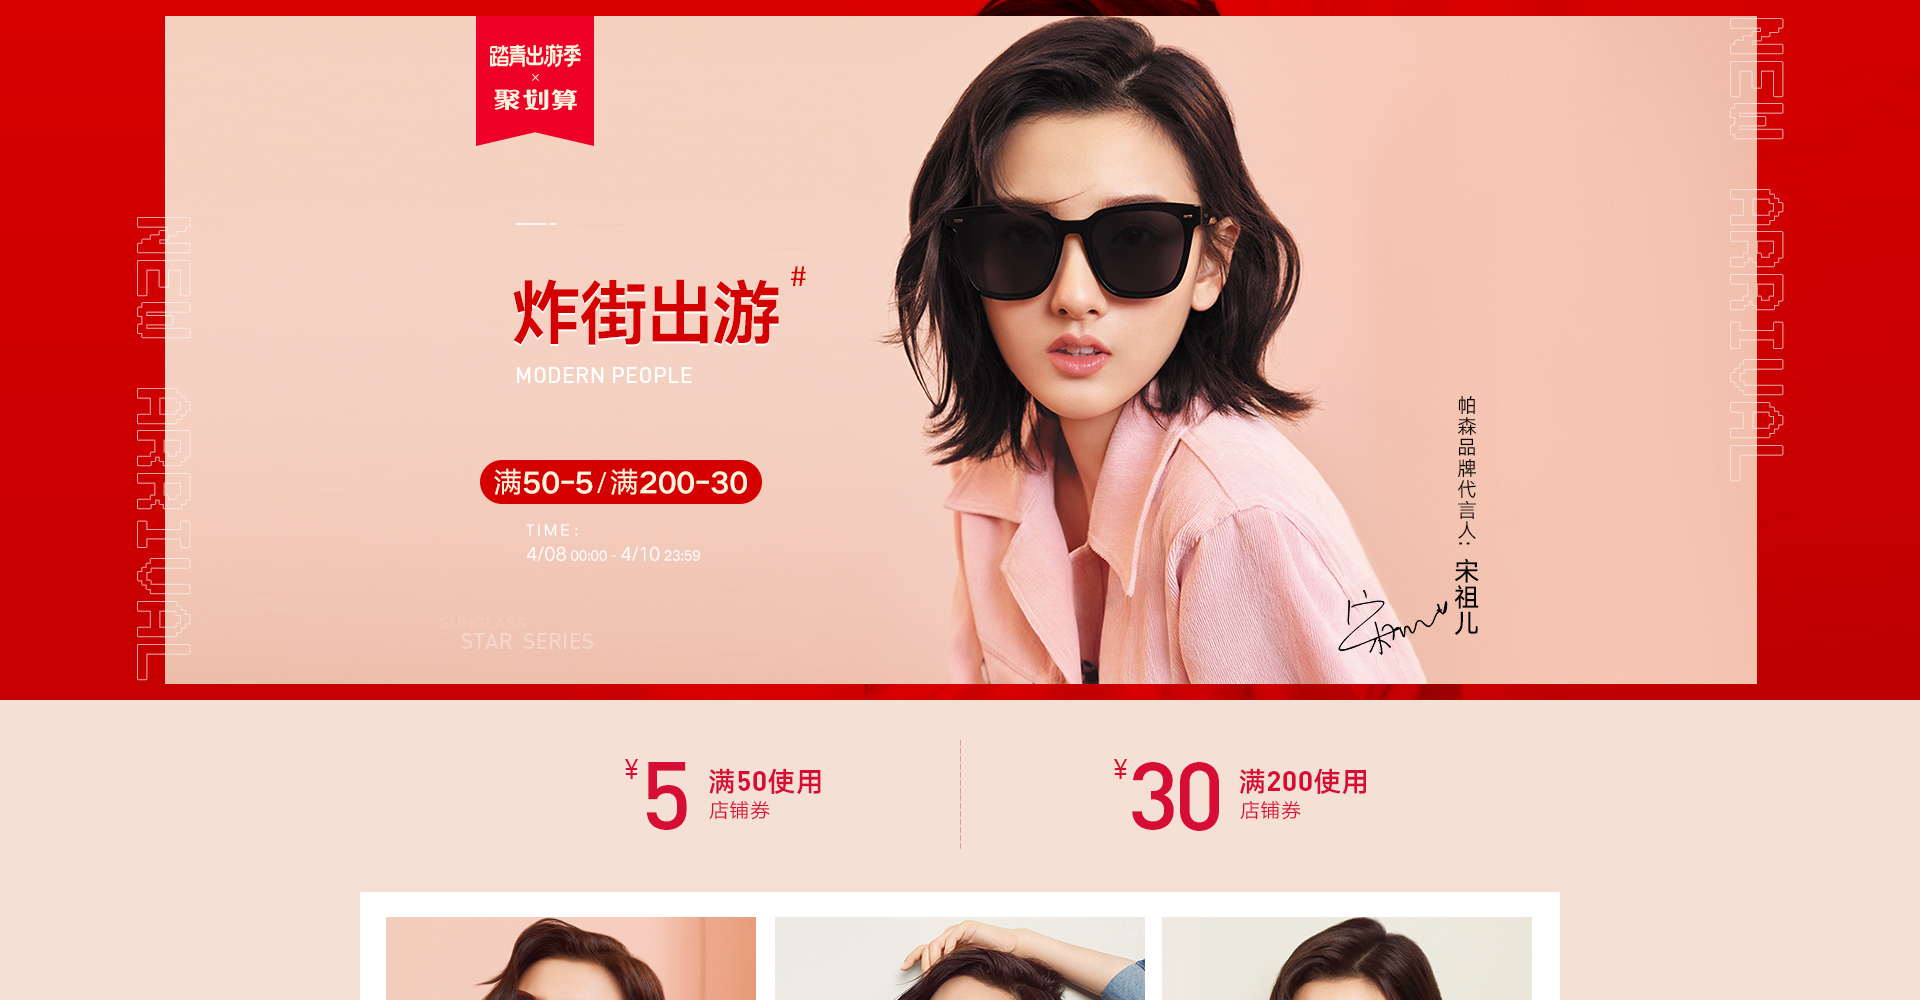 踏青出游季
×
聚划算
炸街出游#
MODERN PEOPLE
满50-5/满200-30
TIME:
4/08 00:00 - 4/10 23:59
SUNGLASS
STAR SERIES
NEW ARRIVAL
NEW ARRIVAL
帕森品牌代言人:宋祖儿
¥5 满50使用
店铺券
¥30 满200使用
店铺券